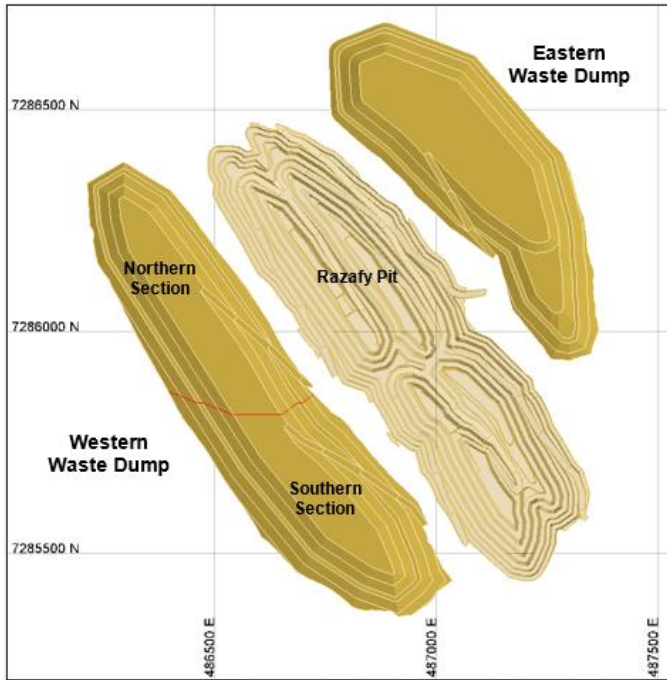 Eastern
Waste Dump
7286500 N
Northern
Section
Razafy Pit
7286000 N
Western
Waste Dump
Southern
Section
7285500 N
486500 E
487000 E
487500 E